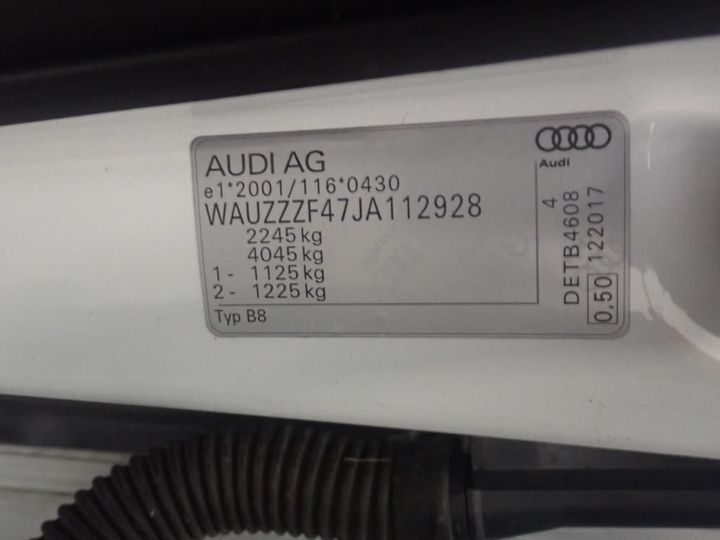 AUDI AG
e1*2001/116*0430
WAUZZZF47JA112928
2245 kg
4045 kg
1 - 1125 kg
2 - 1225 kg
Typ B8
Audi
4
DETB4608
0,50 122017